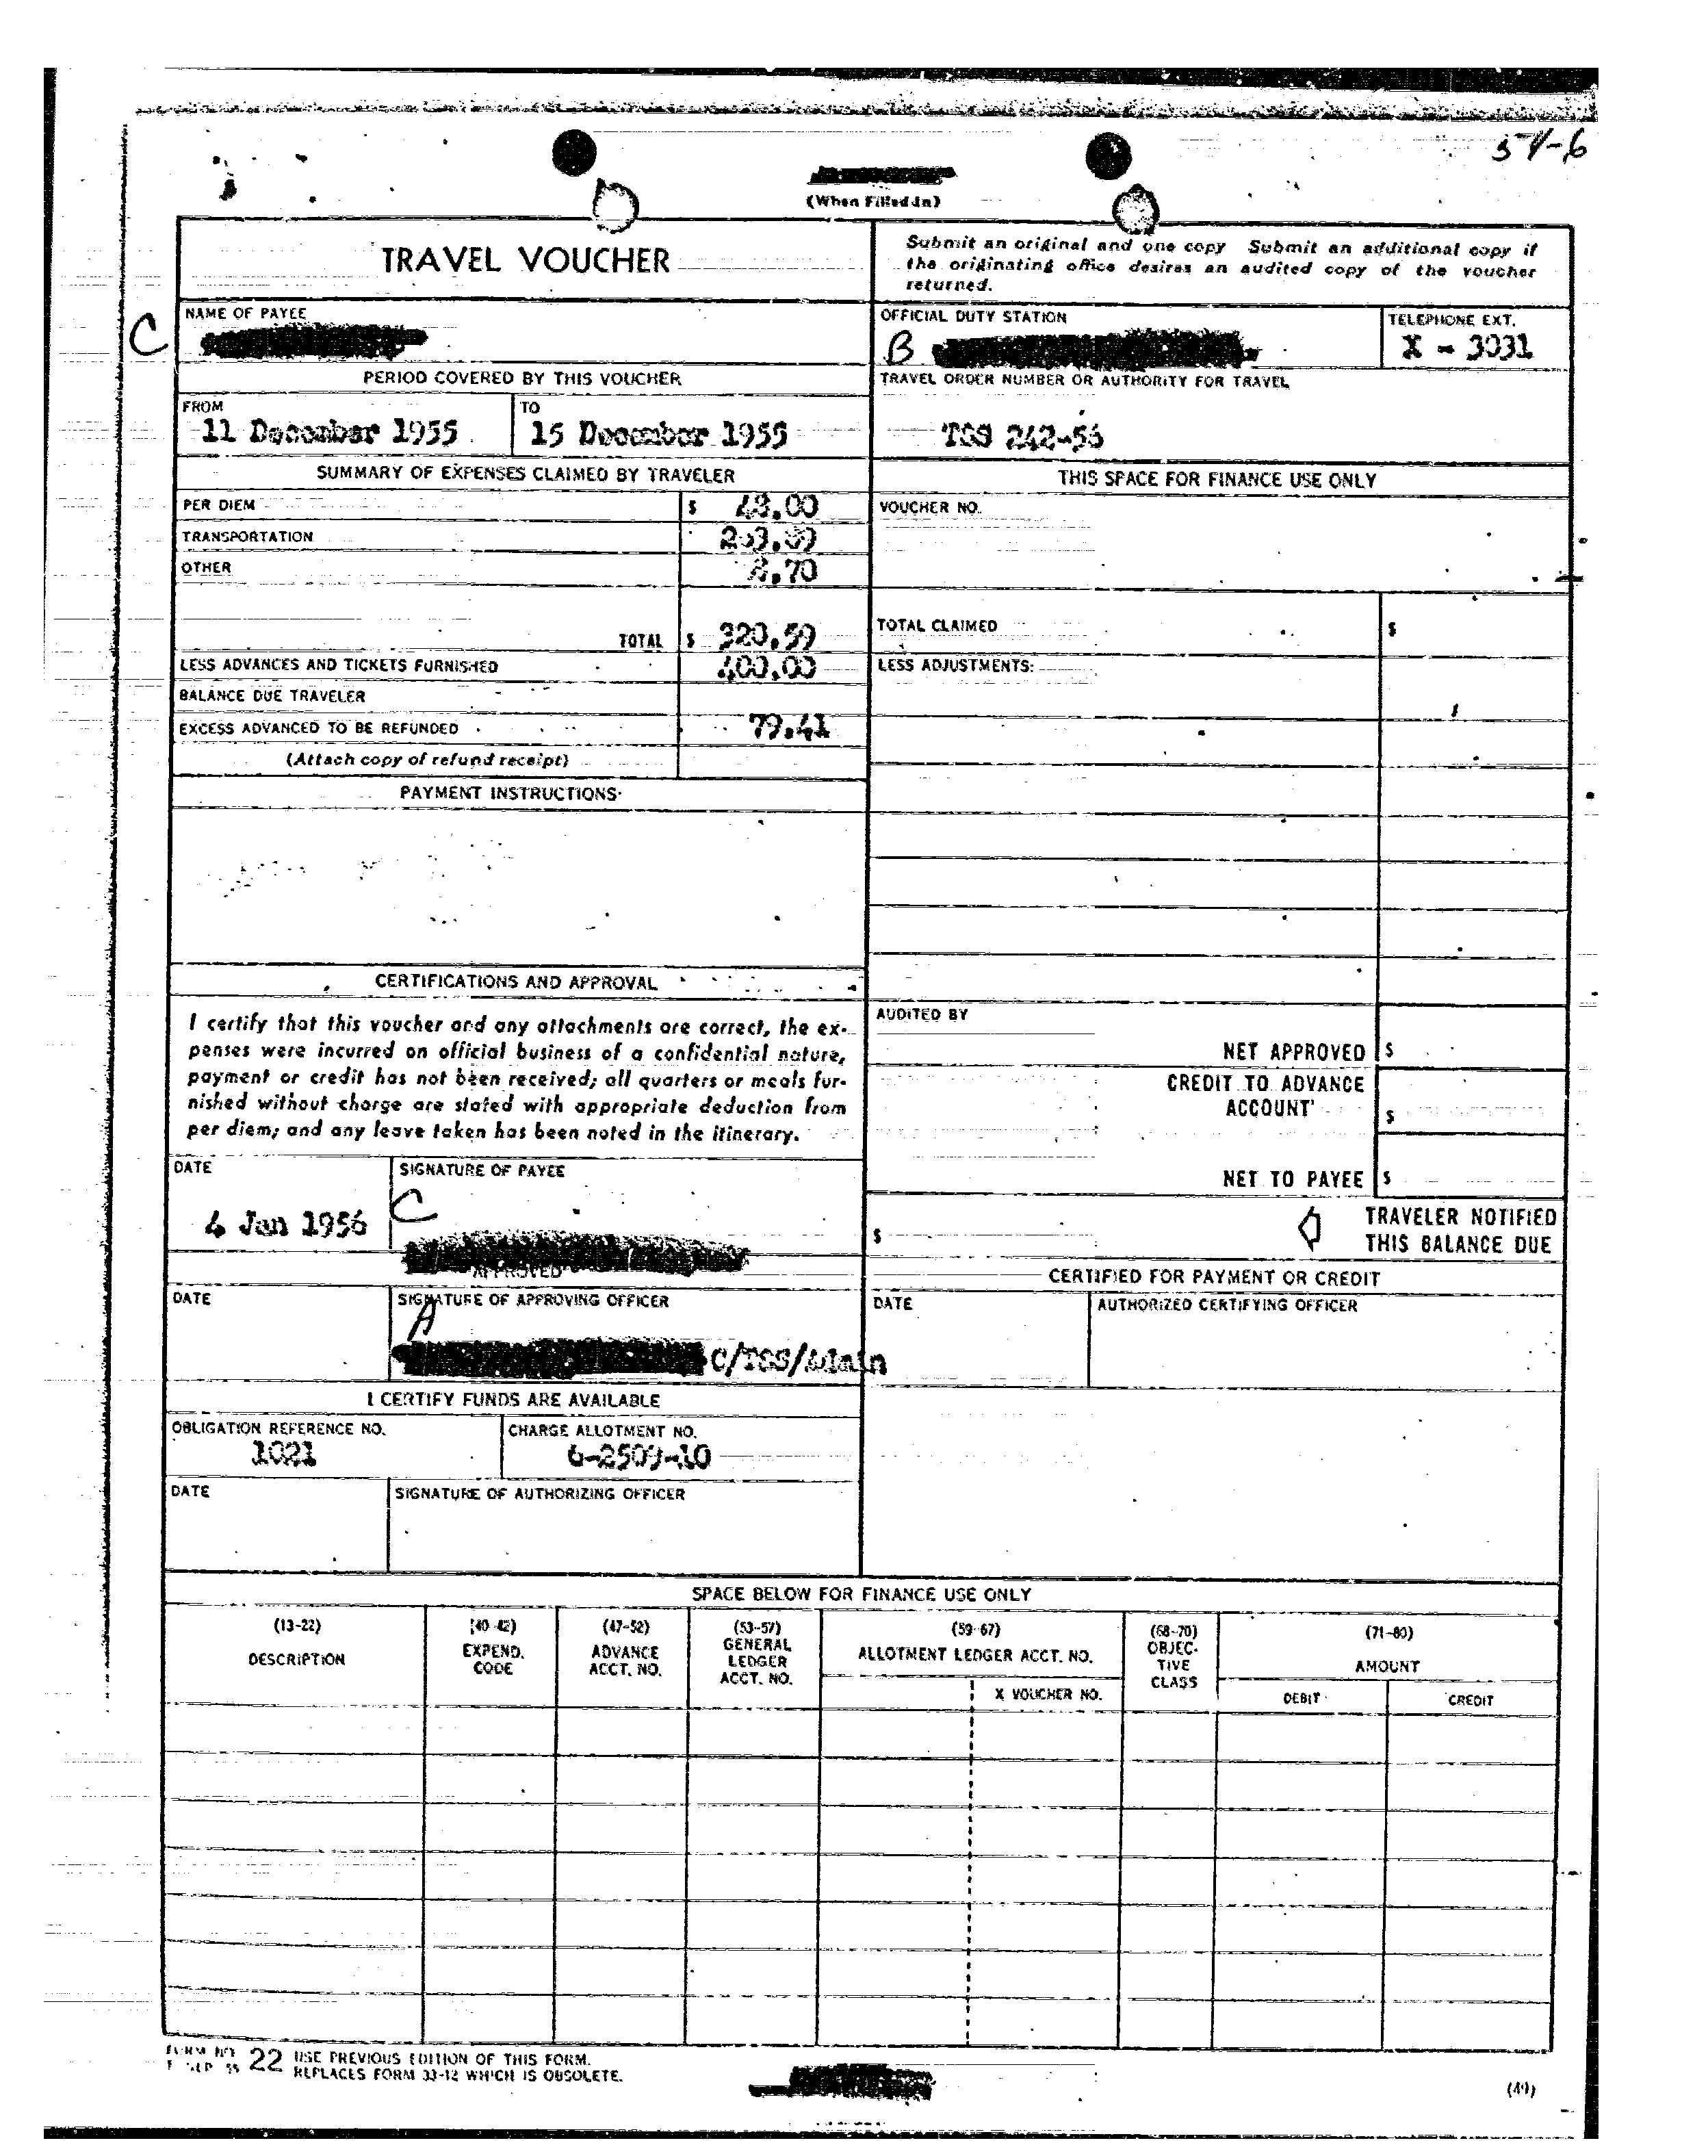 54-6
(When Filled In)
TRAVEL VOUCHER
Submit an original and one copy Submit an additional copy if
the originating office desires an audited copy of the voucher
returned.
C
NAME OF PAYEE
OFFICIAL DUTY STATION
B
TELEPHONE EXT.
X - 3031
PERIOD COVERED BY THIS VOUCHER
TRAVEL ORDER NUMBER OR AUTHORITY FOR TRAVEL
FROM
11 December 1955
TO
15 December 1955
TSS 242-56
SUMMARY OF EXPENSES CLAIMED BY TRAVELER
THIS SPACE FOR FINANCE USE ONLY
PER DIEM $ 48.00
VOUCHER NO.
TRANSPORTATION 263.89
OTHER 8.70
TOTAL $ 320.59
TOTAL CLAIMED $
LESS ADVANCES AND TICKETS FURNISHED 400.00
LESS ADJUSTMENTS:
BALANCE DUE TRAVELER
EXCESS ADVANCED TO BE REFUNDED 79.41
(Attach copy of refund receipt)
PAYMENT INSTRUCTIONS
CERTIFICATIONS AND APPROVAL
I certify that this voucher and any attachments are correct, the ex-
penses were incurred on official business of a confidential nature,
payment or credit has not been received; all quarters or meals fur-
nished without charge are stated with appropriate deduction from
per diem; and any leave taken has been noted in the itinerary.
AUDITED BY
NET APPROVED $
CREDIT TO ADVANCE
ACCOUNT $
NET TO PAYEE $
DATE
4 Jan 1956
SIGNATURE OF PAYEE
C
$ TRAVELER NOTIFIED
THIS BALANCE DUE
APPROVED
CERTIFIED FOR PAYMENT OR CREDIT
DATE
SIGNATURE OF APPROVING OFFICER
A
C/TSS/Admin
DATE
AUTHORIZED CERTIFYING OFFICER
I CERTIFY FUNDS ARE AVAILABLE
OBLIGATION REFERENCE NO.
1021
CHARGE ALLOTMENT NO.
6-2509-10
DATE
SIGNATURE OF AUTHORIZING OFFICER
SPACE BELOW FOR FINANCE USE ONLY
(13-22)
DESCRIPTION
(40-42)
EXPEND.
CODE
(47-52)
ADVANCE
ACCT. NO.
(53-57)
GENERAL
LEDGER
ACCT. NO.
(59-67)
ALLOTMENT LEDGER ACCT. NO.
X VOUCHER NO.
(68-70)
OBJEC-
TIVE
CLASS
(71-80)
AMOUNT
DEBIT
CREDIT
FORM NO.
1 SEP 55 22 USE PREVIOUS EDITION OF THIS FORM.
REPLACES FORM 33-12 WHICH IS OBSOLETE.
(49)